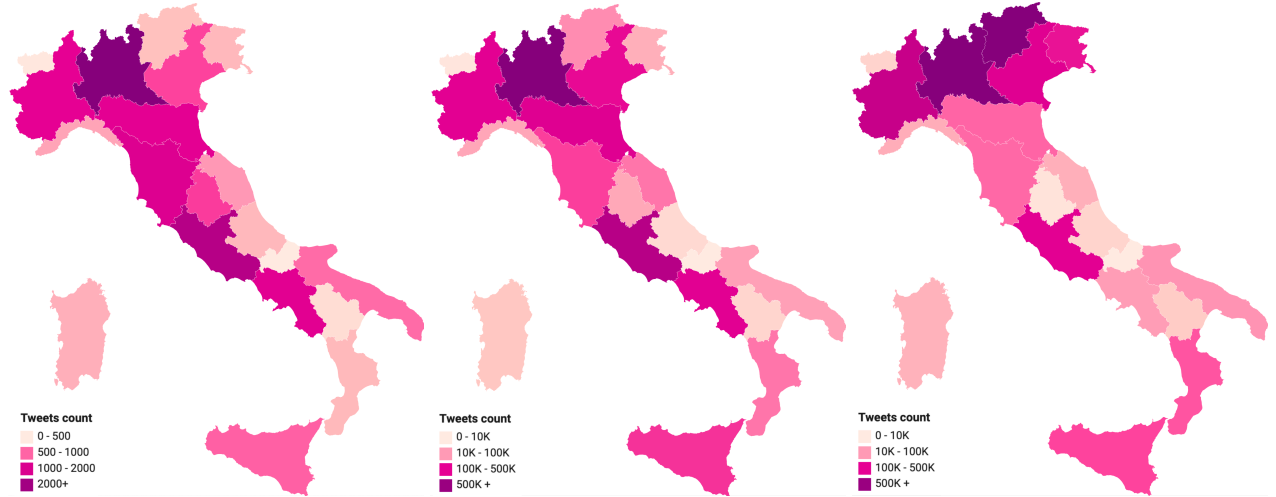 Tweets count
0 - 500
500 - 1000
1000 - 2000
2000+
Tweets count
0 - 10K
10K - 100K
100K - 500K
500K +
Tweets count
0 - 10K
10K - 100K
100K - 500K
500K +